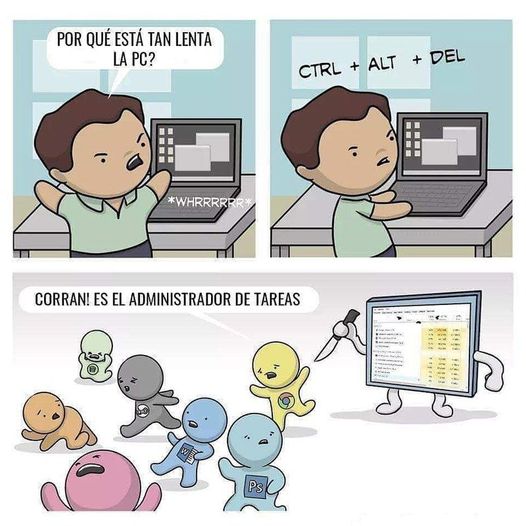 POR QUÉ ESTÁ TAN LENTA
LA PC?
*WHRRRRRR*
CTRL + ALT + DEL
CORRAN! ES EL ADMINISTRADOR DE TAREAS
W
Ps